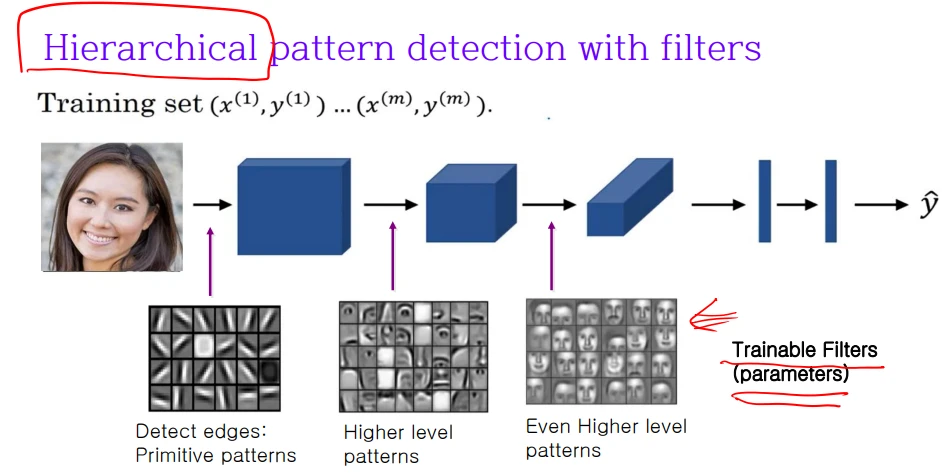 Hierarchical pattern detection with filters
Training set (x⁽¹⁾, y⁽¹⁾) ... (x⁽ᵐ⁾, y⁽ᵐ⁾).
ŷ
Trainable Filters
(parameters)
Detect edges:
Primitive patterns
Higher level
patterns
Even Higher level
patterns